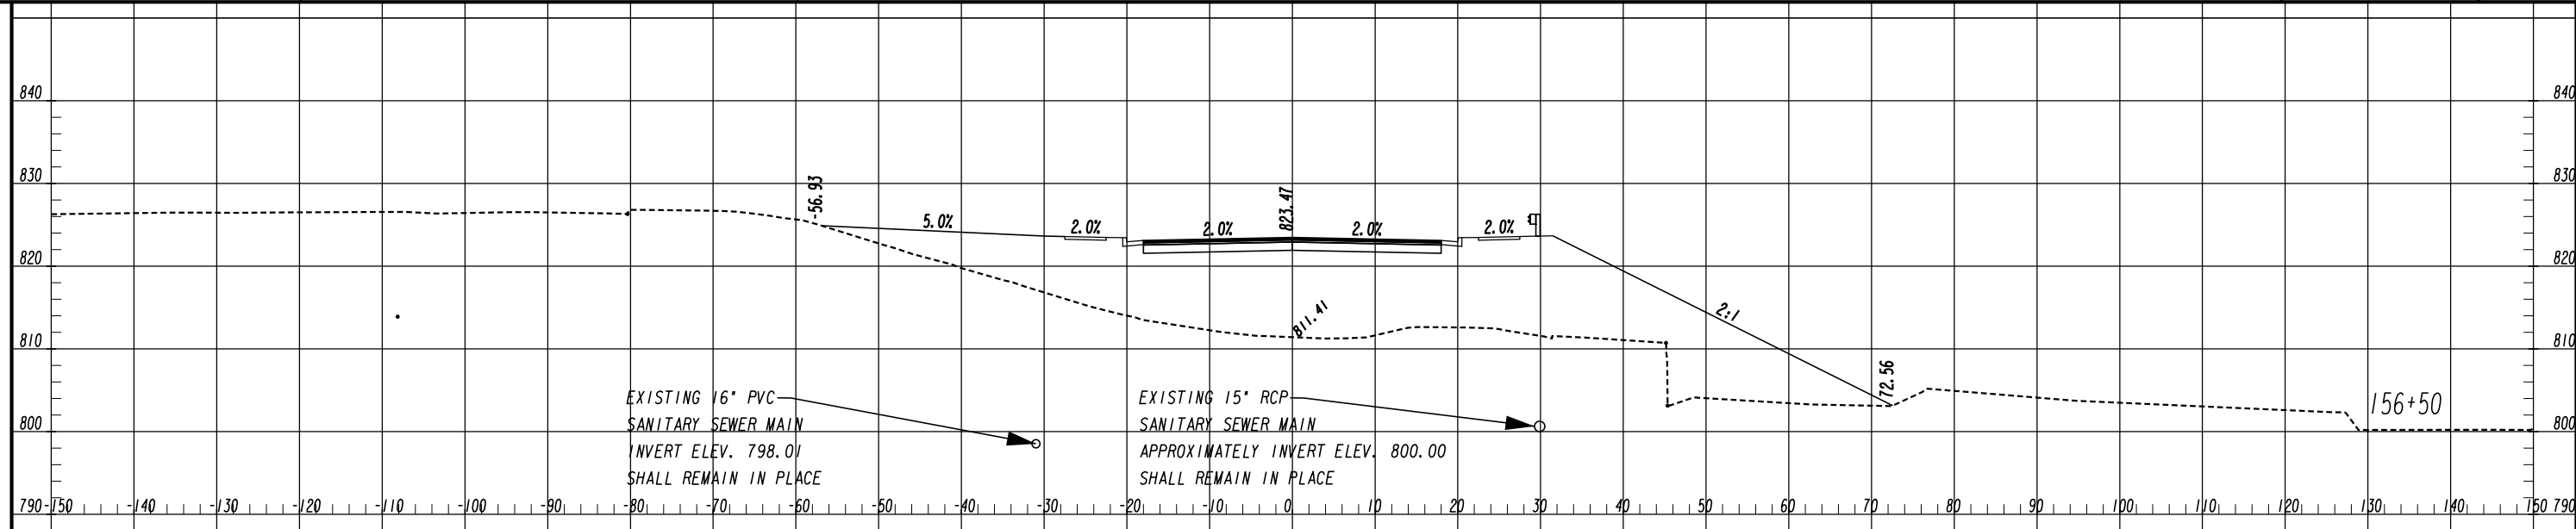 840 840
830 830
820 820
810 810
800 800
790 790
-56.93
5.0%
2.0%
2.0%
823.47
2.0%
2.0%
811.41
2:1
72.56
156+50
EXISTING 16" PVC
SANITARY SEWER MAIN
INVERT ELEV. 798.01
SHALL REMAIN IN PLACE
EXISTING 15" RCP
SANITARY SEWER MAIN
APPROXIMATELY INVERT ELEV. 800.00
SHALL REMAIN IN PLACE
-150 -140 -130 -120 -110 -100 -90 -80 -70 -60 -50 -40 -30 -20 -10 0 10 20 30 40 50 60 70 80 90 100 110 120 130 140 150